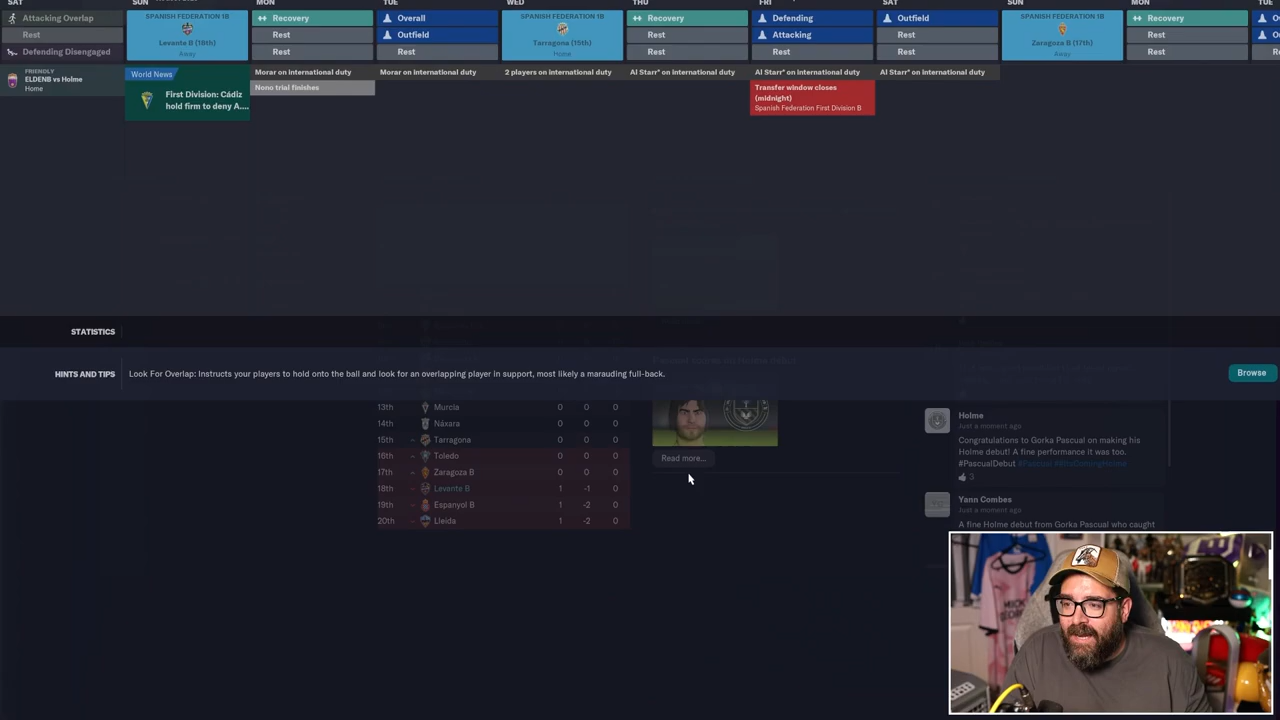 SAT
SUN
MON
TUE
WED
THU
FRI
SAT
SUN
MON
TUE
Attacking Overlap
Rest
Defending Disengaged
SPANISH FEDERATION 1B
Levante B (18th)
Away
Recovery
Rest
Rest
Overall
Outfield
Rest
SPANISH FEDERATION 1B
Tarragona (15th)
Home
Recovery
Rest
Rest
Defending
Attacking
Rest
Outfield
Rest
Rest
SPANISH FEDERATION 1B
Zaragoza B (17th)
Away
Recovery
Rest
Rest
FRIENDLY
ELDENB vs Holme
Home
World News
First Division: Cádiz
hold firm to deny A....
Morar on international duty
Nono trial finishes
Morar on international duty
2 players on international duty
Al Starr* on international duty
Al Starr* on international duty
Transfer window closes
(midnight)
Spanish Federation First Division B
Al Starr* on international duty
STATISTICS
HINTS AND TIPS
Look For Overlap: Instructs your players to hold onto the ball and look for an overlapping player in support, most likely a marauding full-back.
Browse
13th Murcia 0 0 0
14th Náxara 0 0 0
15th Tarragona 0 0 0
16th Toledo 0 0 0
17th Zaragoza B 0 0 0
18th Levante B 1 -1 0
19th Espanyol B 1 -2 0
20th Lleida 1 -2 0
Read more...
Holme
Just a moment ago
Congratulations to Gorka Pascual on making his
Holme debut! A fine performance it was too.
#PascualDebut
3
Yann Combes
Just a moment ago
A fine Holme debut from Gorka Pascual who caught